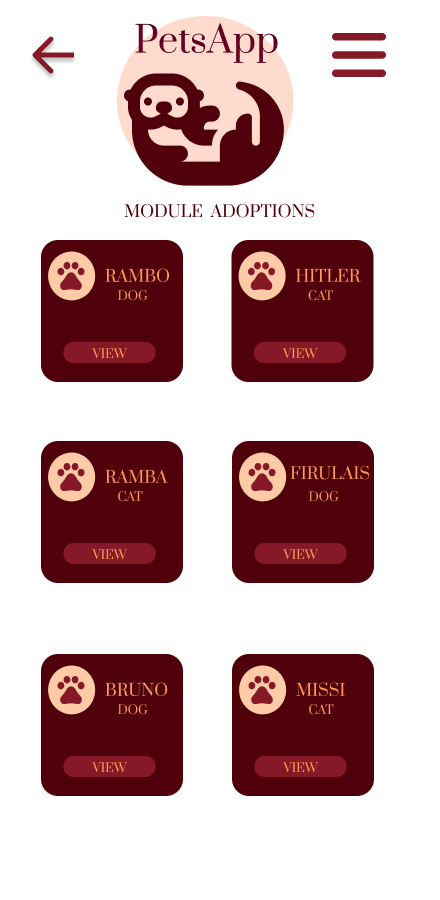 PetsApp
MODULE ADOPTIONS
RAMBO
DOG
VIEW
HITLER
CAT
VIEW
RAMBA
CAT
VIEW
FIRULAIS
DOG
VIEW
BRUNO
DOG
VIEW
MISSI
CAT
VIEW